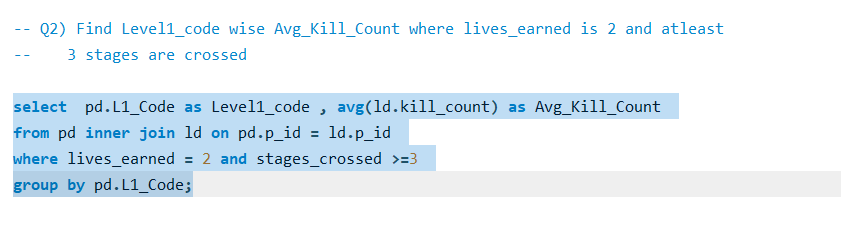 -- Q2) Find Level1_code wise Avg_Kill_Count where lives_earned is 2 and atleast
--    3 stages are crossed
select  pd.L1_Code as Level1_code , avg(ld.kill_count) as Avg_Kill_Count
from pd inner join ld on pd.p_id = ld.p_id
where lives_earned = 2 and stages_crossed >=3
group by pd.L1_Code;